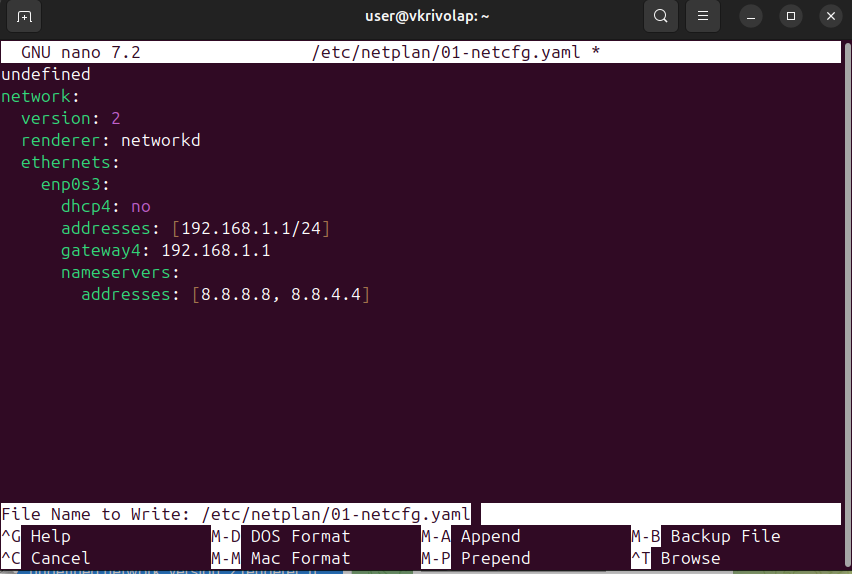 user@vkrivolap: ~
GNU nano 7.2 /etc/netplan/01-netcfg.yaml *
undefined
network:
  version: 2
  renderer: networkd
  ethernets:
    enp0s3:
      dhcp4: no
      addresses: [192.168.1.1/24]
      gateway4: 192.168.1.1
      nameservers:
        addresses: [8.8.8.8, 8.8.4.4]
File Name to Write: /etc/netplan/01-netcfg.yaml
^G Help M-D DOS Format M-A Append M-B Backup File
^C Cancel M-M Mac Format M-P Prepend ^T Browse